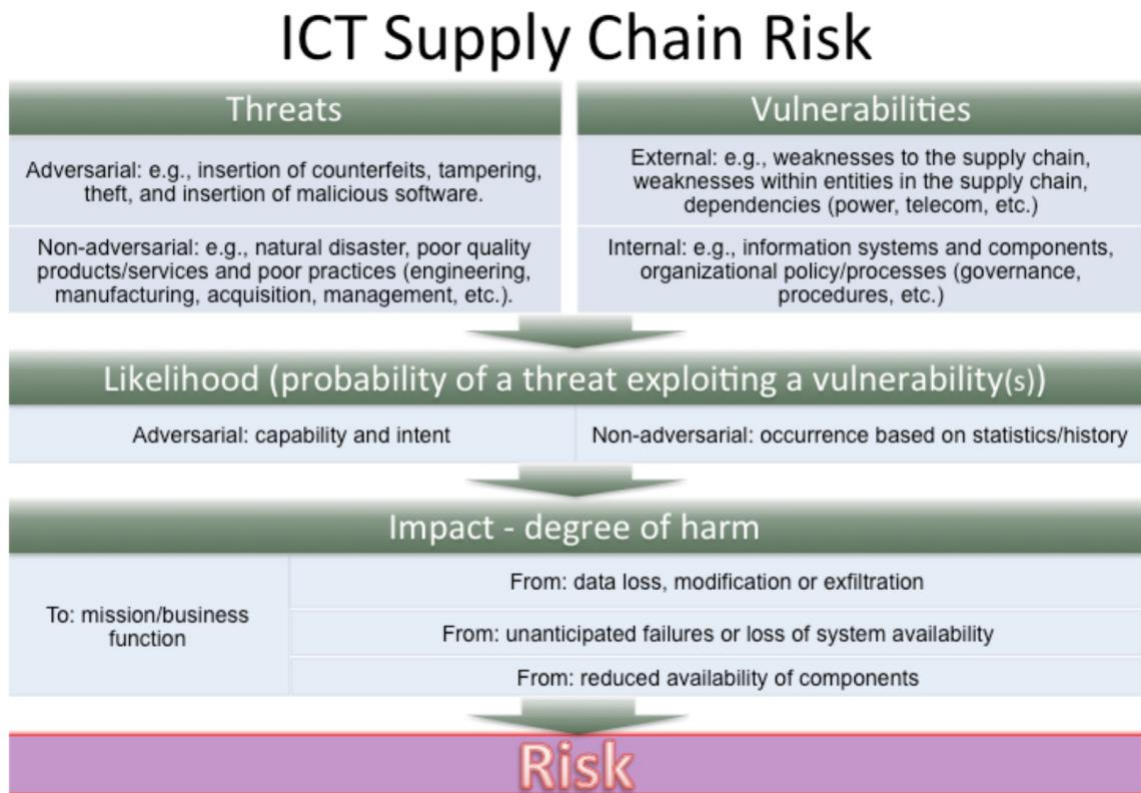 ICT Supply Chain Risk
Threats
Adversarial: e.g., insertion of counterfeits, tampering,
theft, and insertion of malicious software.
Non-adversarial: e.g., natural disaster, poor quality
products/services and poor practices (engineering,
manufacturing, acquisition, management, etc.).
Vulnerabilities
External: e.g., weaknesses to the supply chain,
weaknesses within entities in the supply chain,
dependencies (power, telecom, etc.)
Internal: e.g., information systems and components,
organizational policy/processes (governance,
procedures, etc.)
Likelihood (probability of a threat exploiting a vulnerability(s))
Adversarial: capability and intent
Non-adversarial: occurrence based on statistics/history
Impact - degree of harm
To: mission/business
function
From: data loss, modification or exfiltration
From: unanticipated failures or loss of system availability
From: reduced availability of components
Risk